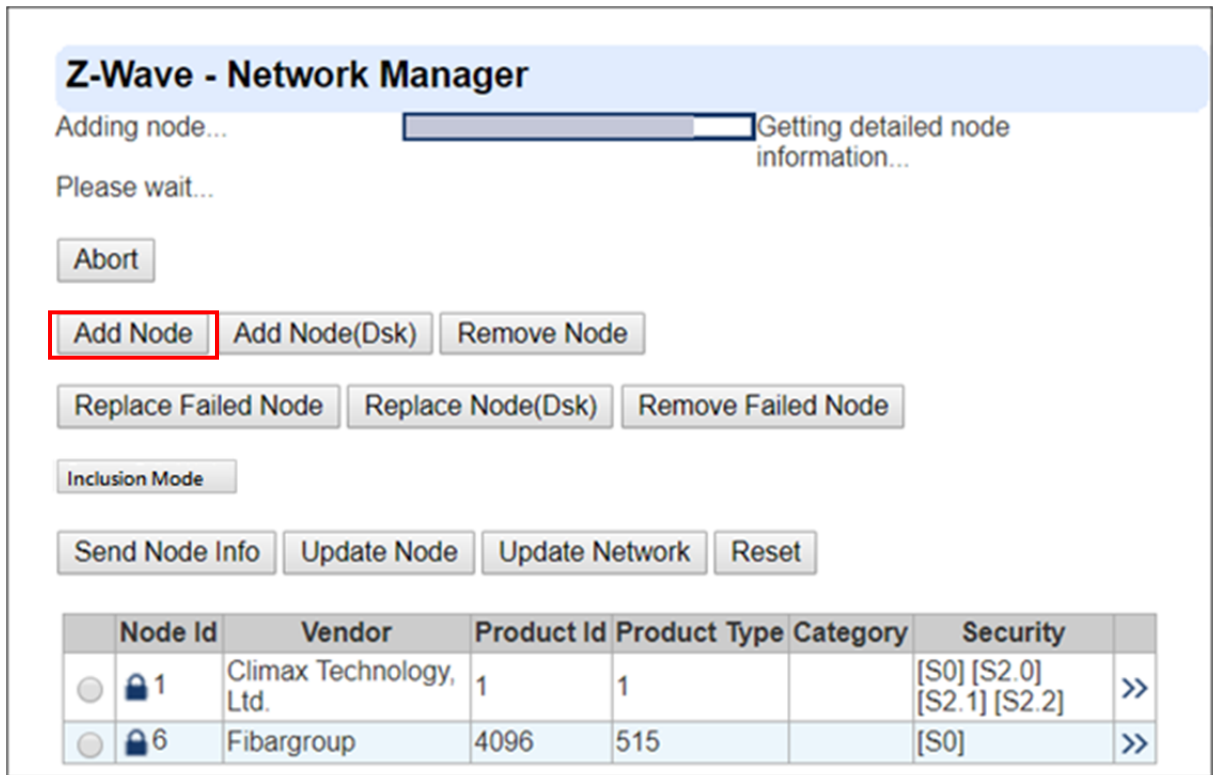 Z-Wave - Network Manager
Adding node... Getting detailed node
information...
Please wait...
Abort
Add Node Add Node(Dsk) Remove Node
Replace Failed Node Replace Node(Dsk) Remove Failed Node
Inclusion Mode
Send Node Info Update Node Update Network Reset
Node Id Vendor Product Id Product Type Category Security
1 Climax Technology, Ltd. 1 1 [S0] [S2.0] [S2.1] [S2.2] >>
6 Fibargroup 4096 515 [S0] >>